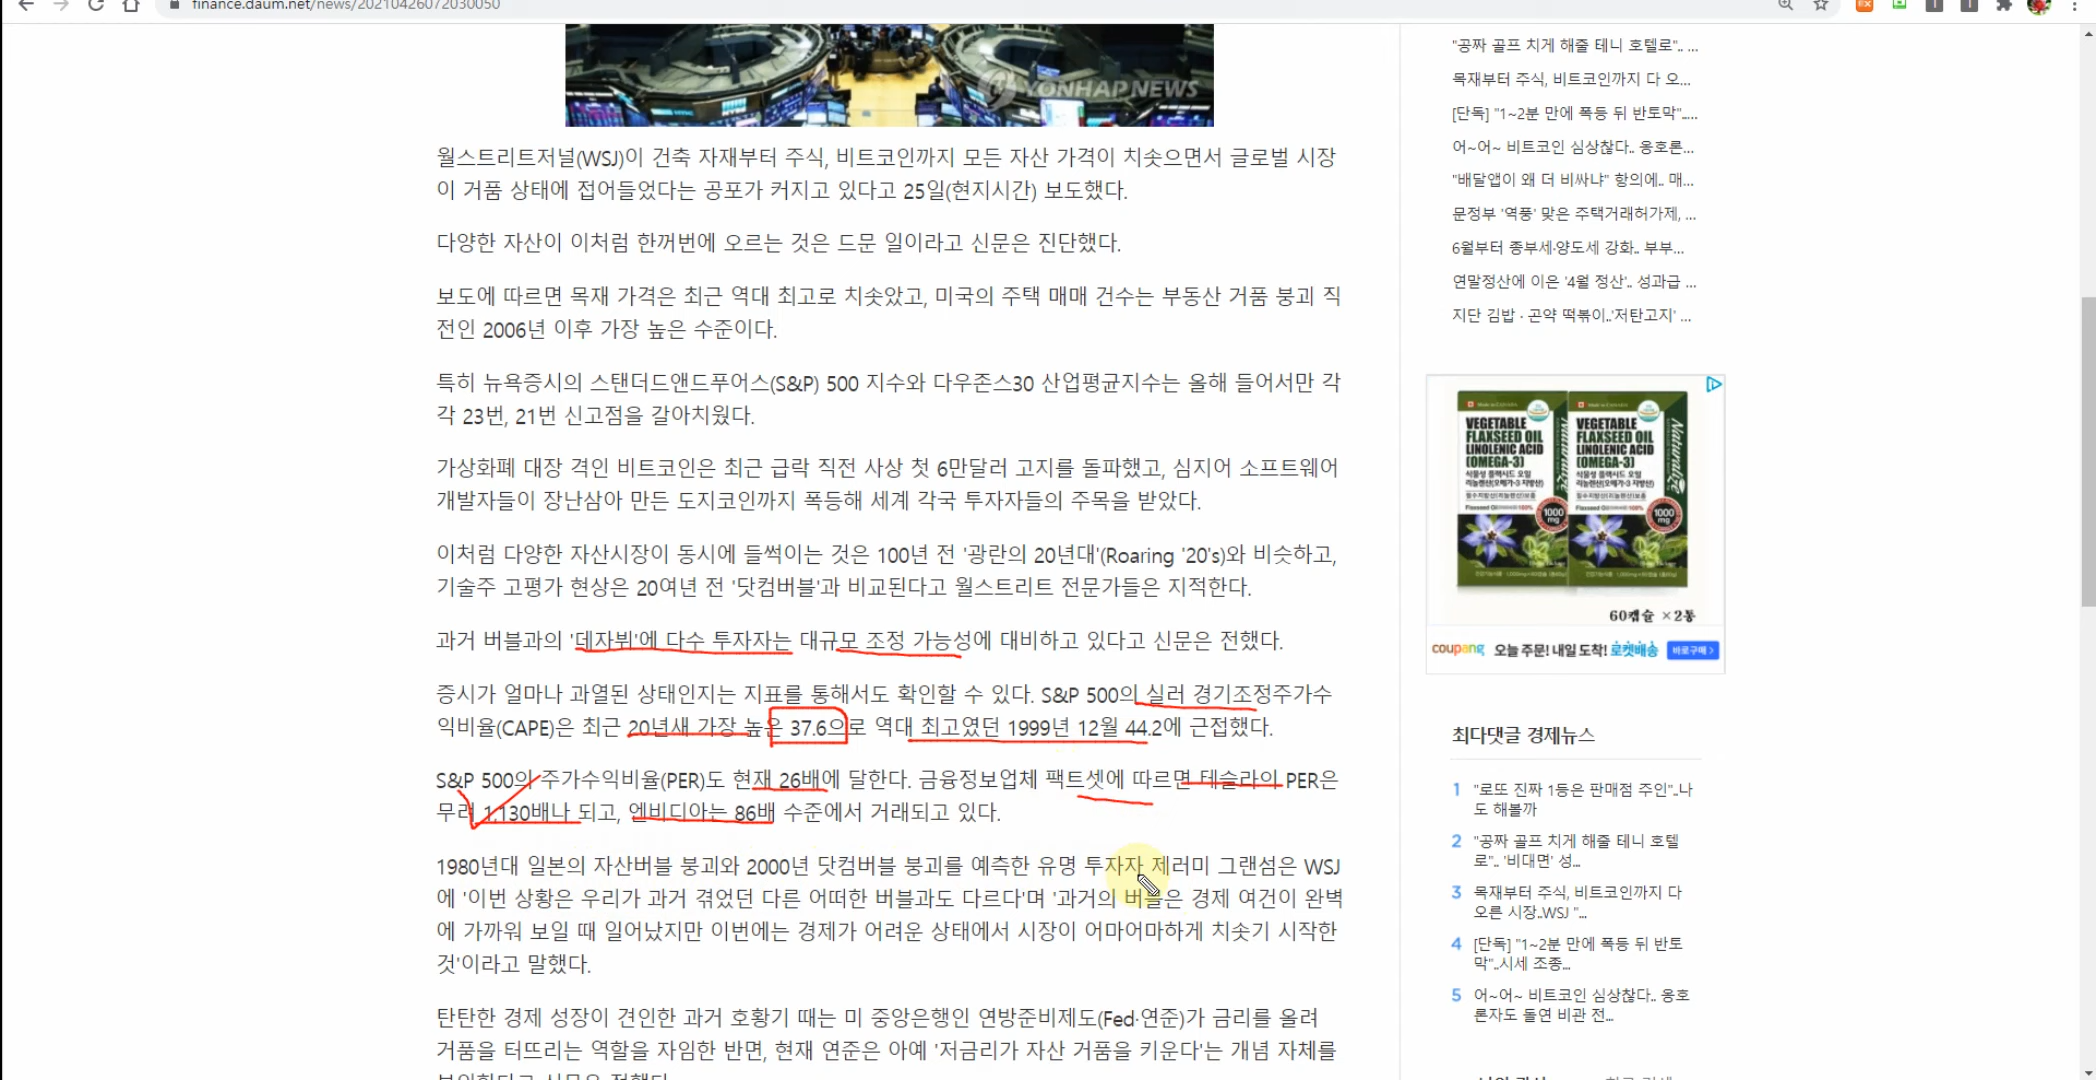 finance.daum.net/news/20210426072030050
YONHAP NEWS
월스트리트저널(WSJ)이 건축 자재부터 주식, 비트코인까지 모든 자산 가격이 치솟으면서 글로벌 시장
이 거품 상태에 접어들었다는 공포가 커지고 있다고 25일(현지시간) 보도했다.
다양한 자산이 이처럼 한꺼번에 오르는 것은 드문 일이라고 신문은 진단했다.
보도에 따르면 목재 가격은 최근 역대 최고로 치솟았고, 미국의 주택 매매 건수는 부동산 거품 붕괴 직
전인 2006년 이후 가장 높은 수준이다.
특히 뉴욕증시의 스탠더드앤드푸어스(S&P) 500 지수와 다우존스30 산업평균지수는 올해 들어서만 각
각 23번, 21번 신고점을 갈아치웠다.
가상화폐 대장 격인 비트코인은 최근 급락 직전 사상 첫 6만달러 고지를 돌파했고, 심지어 소프트웨어
개발자들이 장난삼아 만든 도지코인까지 폭등해 세계 각국 투자자들의 주목을 받았다.
이처럼 다양한 자산시장이 동시에 들썩이는 것은 100년 전 '광란의 20년대'(Roaring '20's)와 비슷하고,
기술주 고평가 현상은 20여년 전 '닷컴버블'과 비교된다고 월스트리트 전문가들은 지적한다.
과거 버블과의 '데자뷔'에 다수 투자자는 대규모 조정 가능성에 대비하고 있다고 신문은 전했다.
증시가 얼마나 과열된 상태인지는 지표를 통해서도 확인할 수 있다. S&P 500의 실러 경기조정주가수
익비율(CAPE)은 최근 20년새 가장 높은 37.6으로 역대 최고였던 1999년 12월 44.2에 근접했다.
S&P 500의 주가수익비율(PER)도 현재 26배에 달한다. 금융정보업체 팩트셋에 따르면 테슬라의 PER은
무려 1,130배나 되고, 엔비디아는 86배 수준에서 거래되고 있다.
1980년대 일본의 자산버블 붕괴와 2000년 닷컴버블 붕괴를 예측한 유명 투자자 제러미 그랜섬은 WSJ
에 '이번 상황은 우리가 과거 겪었던 다른 어떠한 버블과도 다르다'며 '과거의 버블은 경제 여건이 완벽
에 가까워 보일 때 일어났지만 이번에는 경제가 어려운 상태에서 시장이 어마어마하게 치솟기 시작한
것'이라고 말했다.
탄탄한 경제 성장이 견인한 과거 호황기 때는 미 중앙은행인 연방준비제도(Fed·연준)가 금리를 올려
거품을 터뜨리는 역할을 자임한 반면, 현재 연준은 아예 '저금리가 자산 거품을 키운다'는 개념 자체를
"공짜 골프 치게 해줄 테니 호텔로".. ...
목재부터 주식, 비트코인까지 다 오...
[단독] "1~2분 만에 폭등 뒤 반토막"....
어~어~ 비트코인 심상찮다.. 옹호론...
"배달앱이 왜 더 비싸냐" 항의에.. 매...
문정부 '역풍' 맞은 주택거래허가제, ...
6월부터 종부세·양도세 강화.. 부부...
연말정산에 이은 '4월 정산'.. 성과급 ...
지단 김밥 · 곤약 떡볶이..'저탄고지' ...
VEGETABLE
FLAXSEED OIL
LINOLENIC ACID
(OMEGA-3)
식물성 플랙시드 오일
1000
mg
VEGETABLE
FLAXSEED OIL
LINOLENIC ACID
(OMEGA-3)
식물성 플랙시드 오일
1000
mg
60캡슐 ×2통
coupang 오늘 주문! 내일 도착! 로켓배송 바로구매 >
최다댓글 경제뉴스
1 "로또 진짜 1등은 판매점 주인"..나
도 해볼까
2 "공짜 골프 치게 해줄 테니 호텔
로".. '비대면' 성...
3 목재부터 주식, 비트코인까지 다
오른 시장..WSJ "...
4 [단독] "1~2분 만에 폭등 뒤 반토
막"..시세 조종...
5 어~어~ 비트코인 심상찮다.. 옹호
론자도 돌연 비관 전...